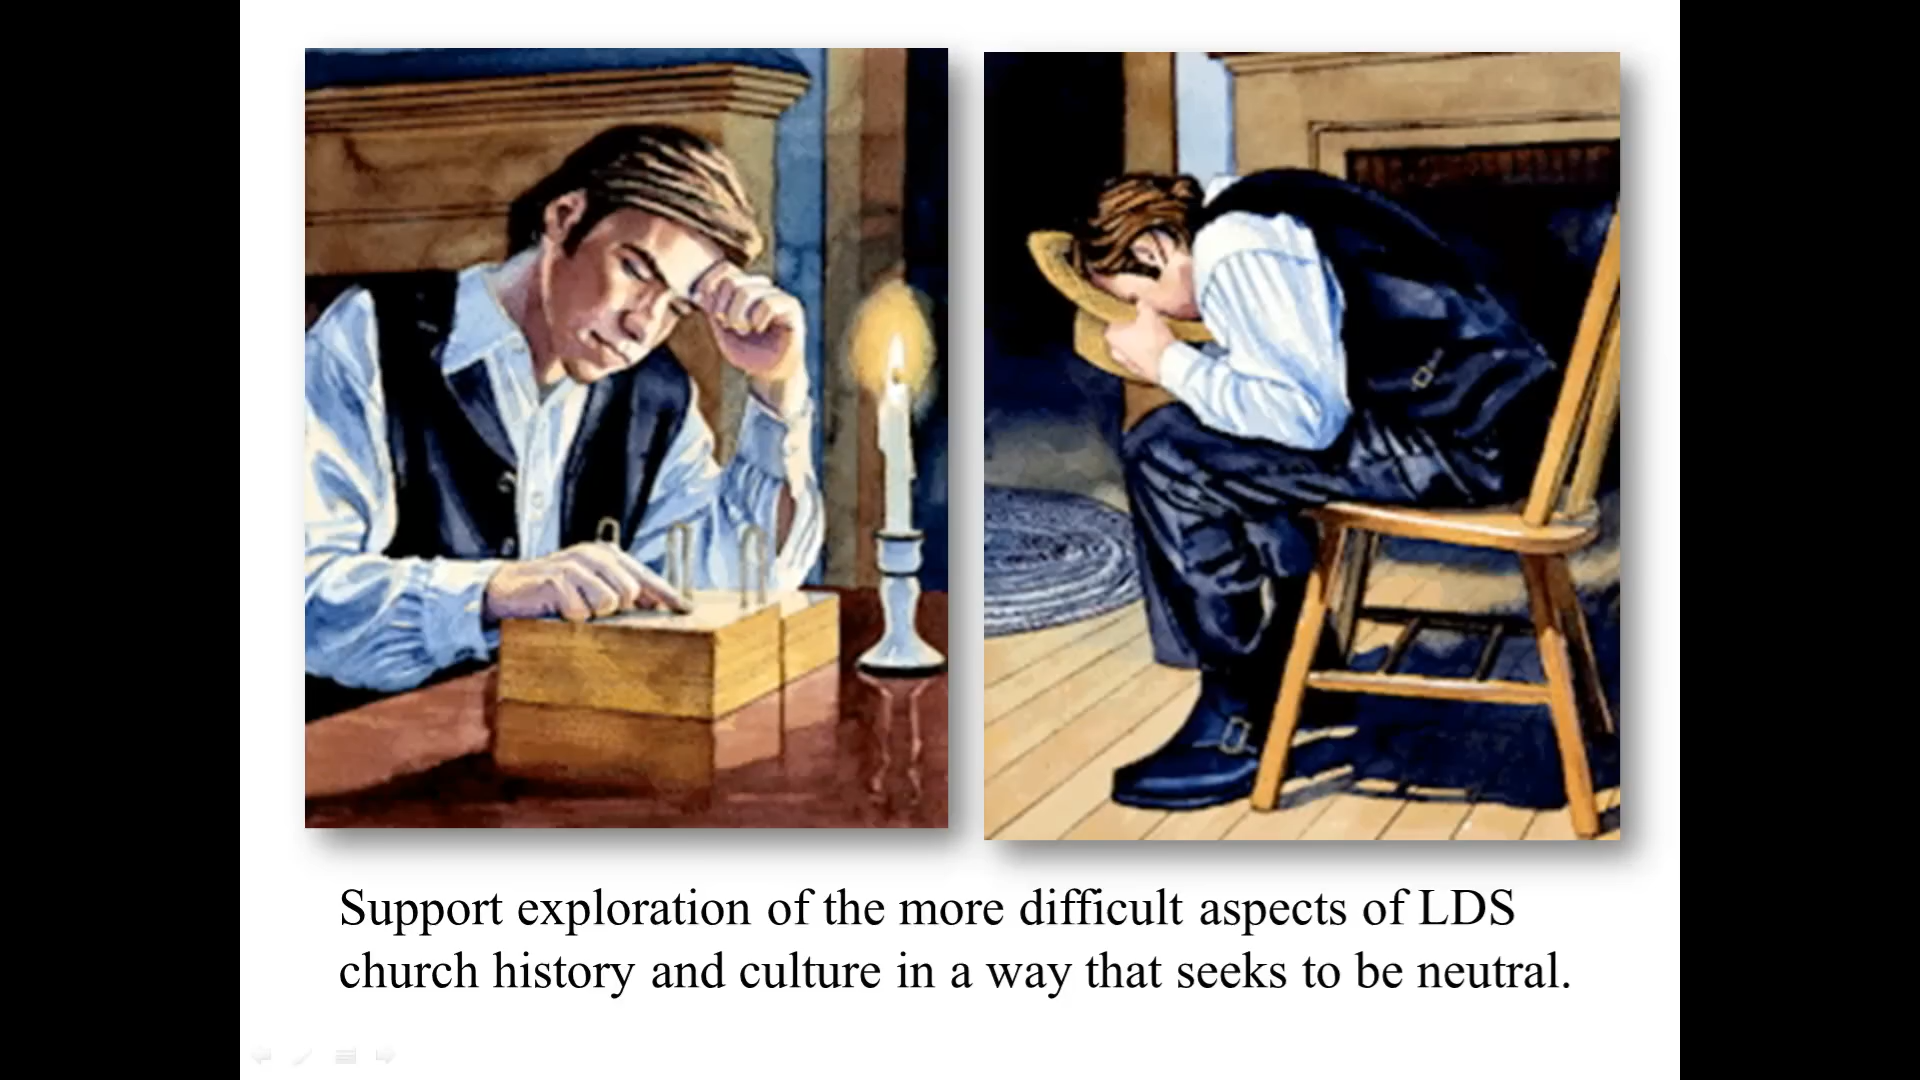 Support exploration of the more difficult aspects of LDS
church history and culture in a way that seeks to be neutral.